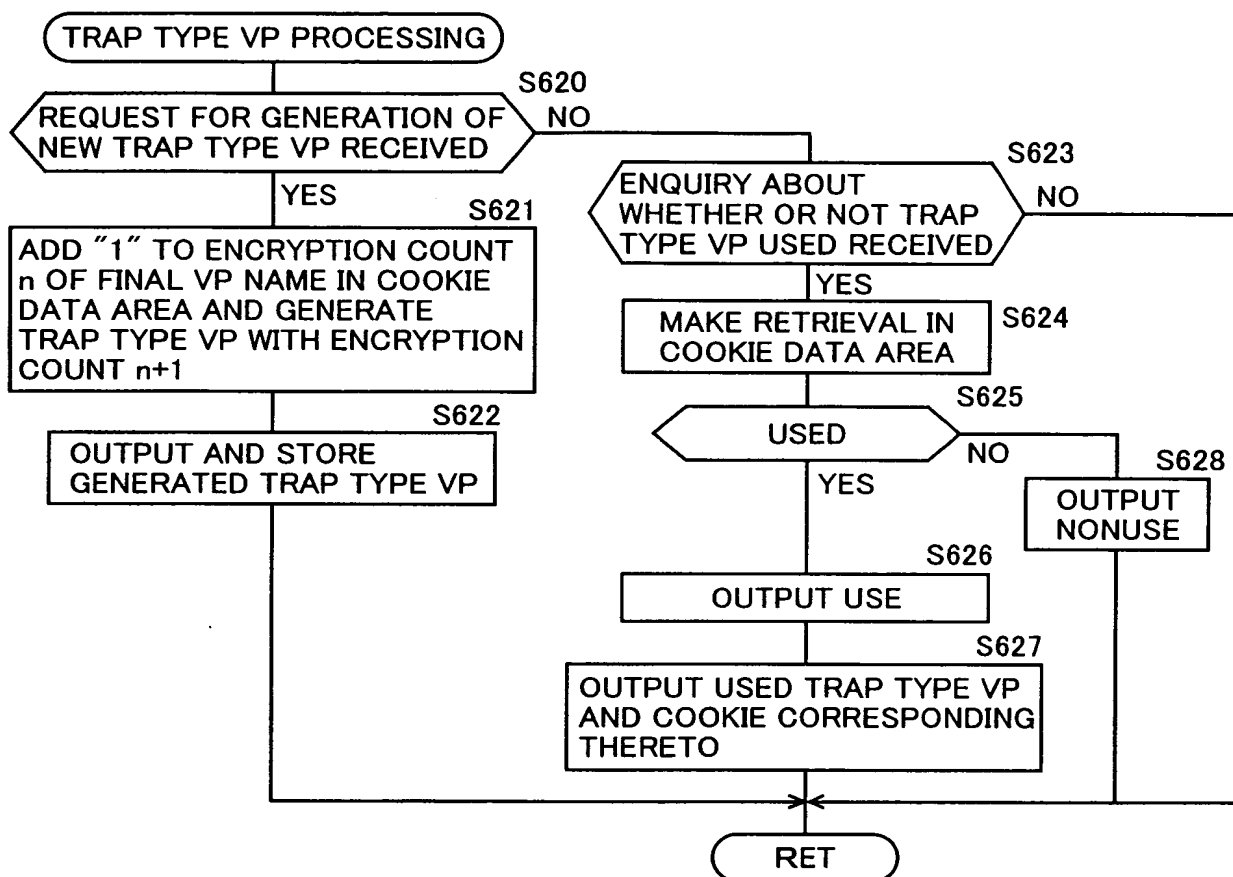 TRAP TYPE VP PROCESSING
S620
REQUEST FOR GENERATION OF
NEW TRAP TYPE VP RECEIVED
NO
YES
S621
ADD "1" TO ENCRYPTION COUNT
n OF FINAL VP NAME IN COOKIE
DATA AREA AND GENERATE
TRAP TYPE VP WITH ENCRYPTION
COUNT n+1
S622
OUTPUT AND STORE
GENERATED TRAP TYPE VP
S623
ENQUIRY ABOUT
WHETHER OR NOT TRAP
TYPE VP USED RECEIVED
NO
YES
S624
MAKE RETRIEVAL IN
COOKIE DATA AREA
S625
USED
NO
YES
S628
OUTPUT
NONUSE
S626
OUTPUT USE
S627
OUTPUT USED TRAP TYPE VP
AND COOKIE CORRESPONDING
THERETO
RET